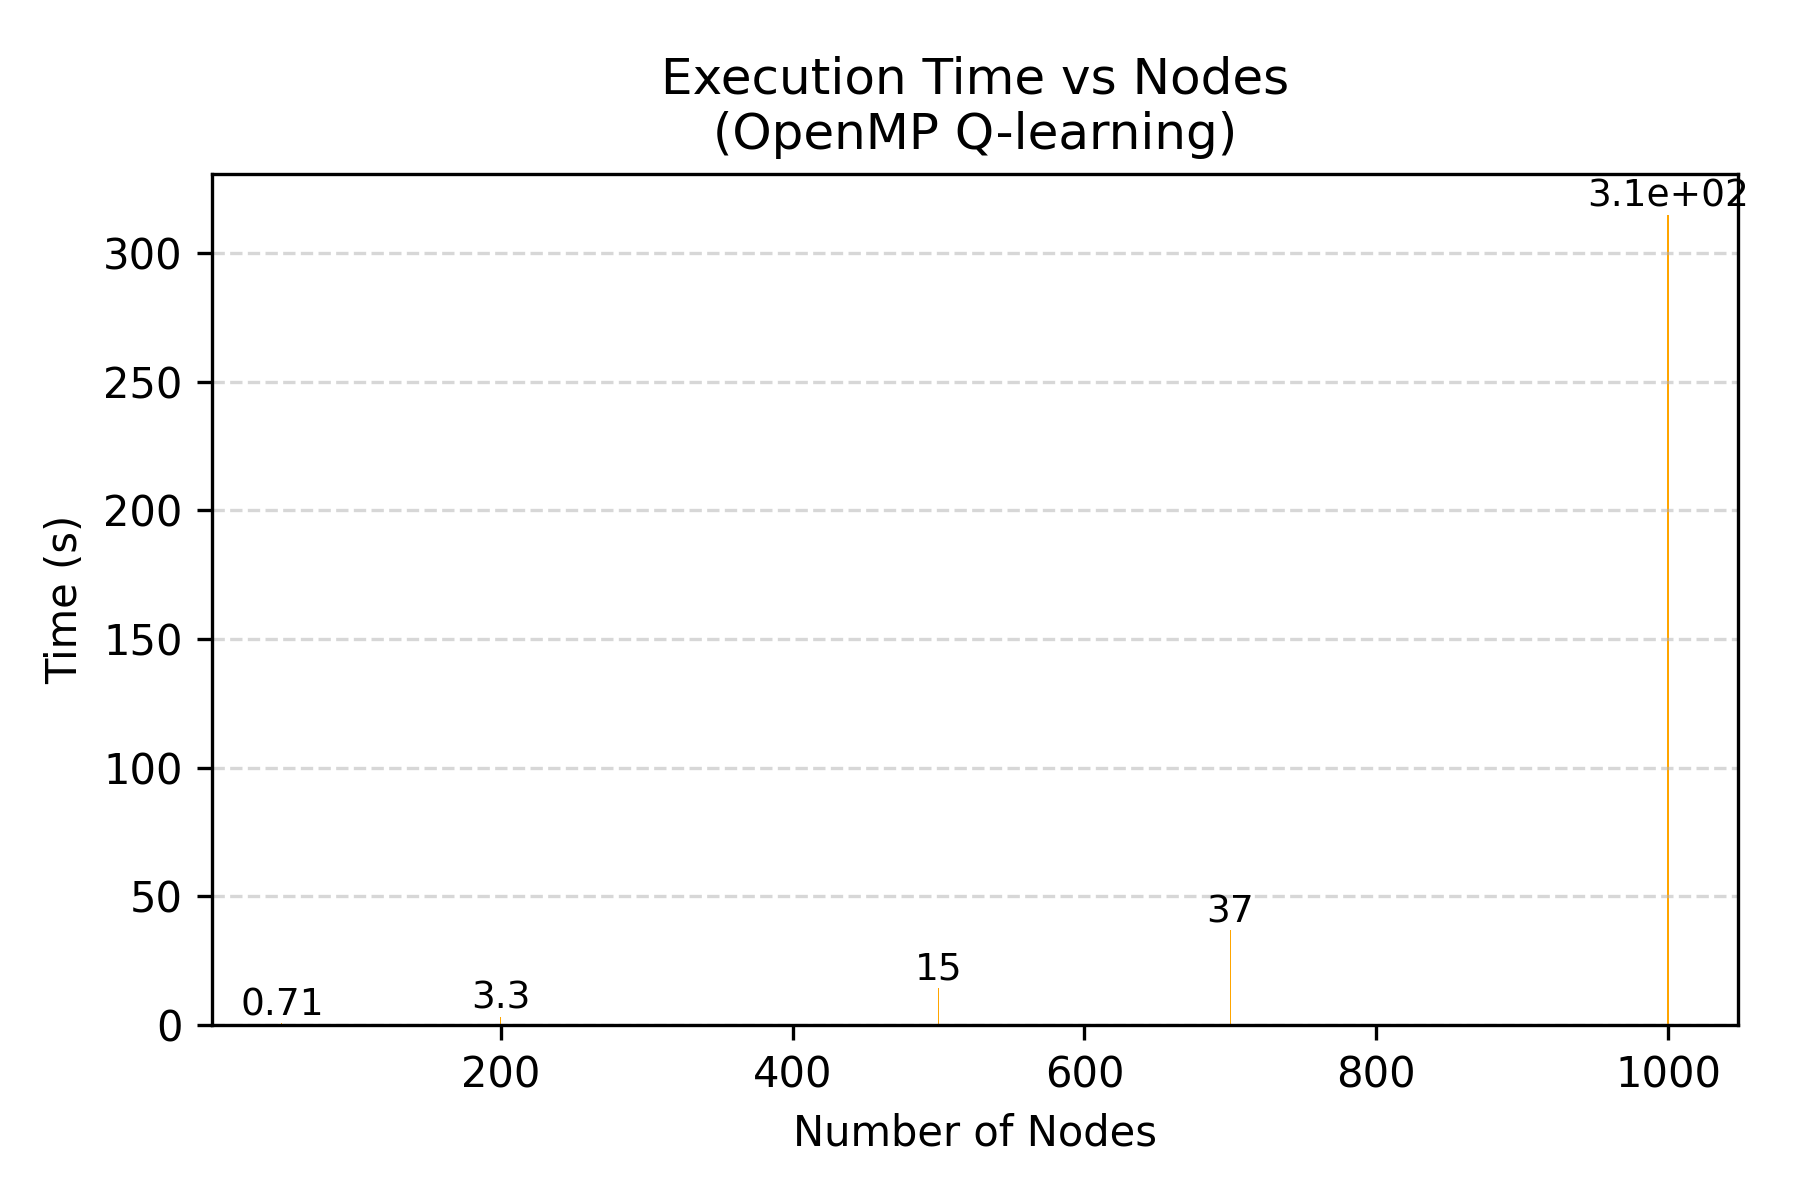 Execution Time vs Nodes
(OpenMP Q-learning)
3.1e+02
300
250
200
150
100
50
0
Time (s)
37
15
3.3
0.71
200 400 600 800 1000
Number of Nodes